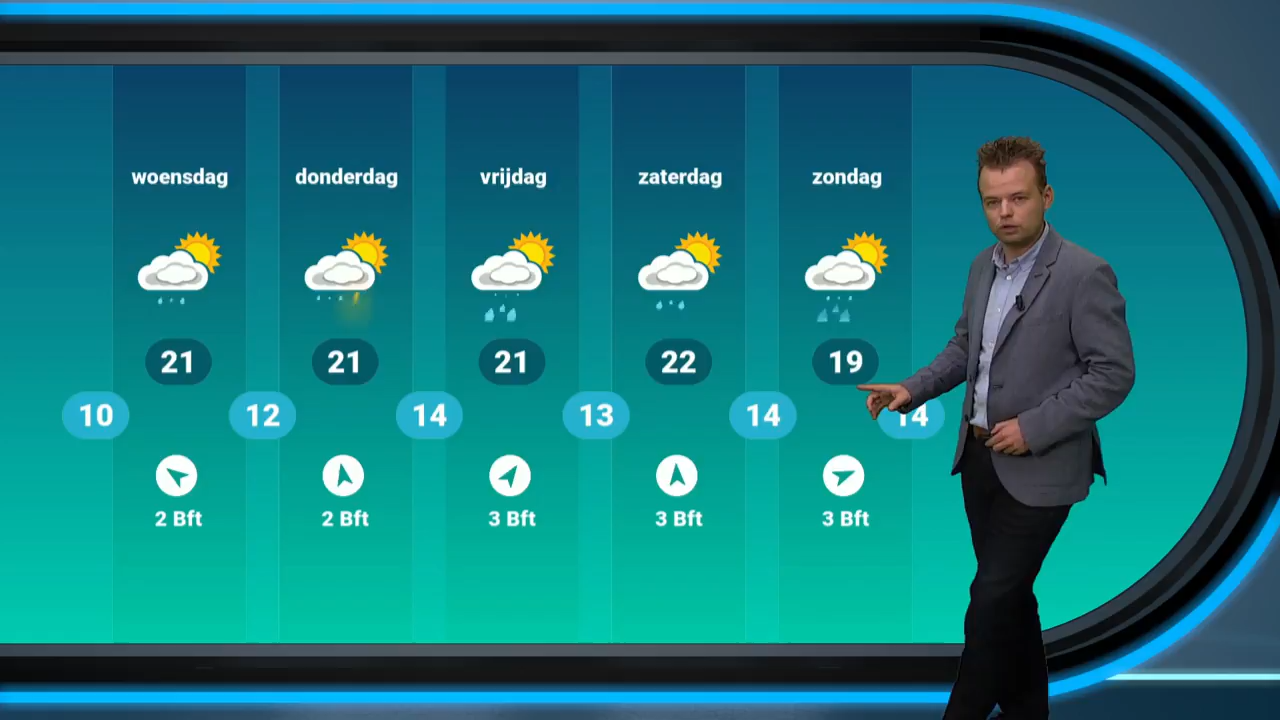 woensdag donderdag vrijdag zaterdag zondag
21 21 21 22 19
10 12 14 13 14 14
2 Bft 2 Bft 3 Bft 3 Bft 3 Bft